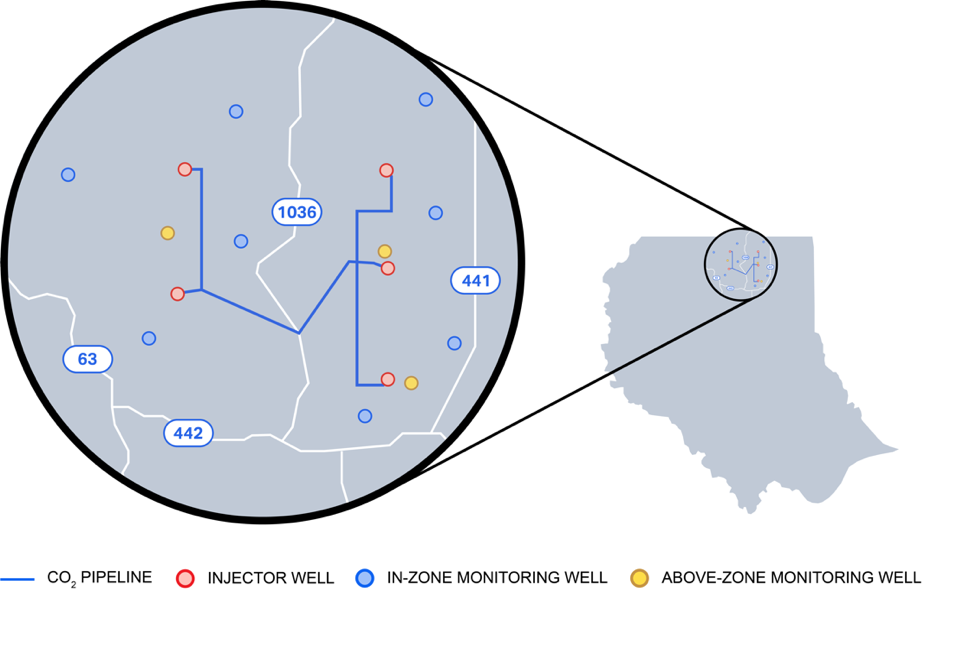 1036
441
63
442
CO2 PIPELINE INJECTOR WELL IN-ZONE MONITORING WELL ABOVE-ZONE MONITORING WELL